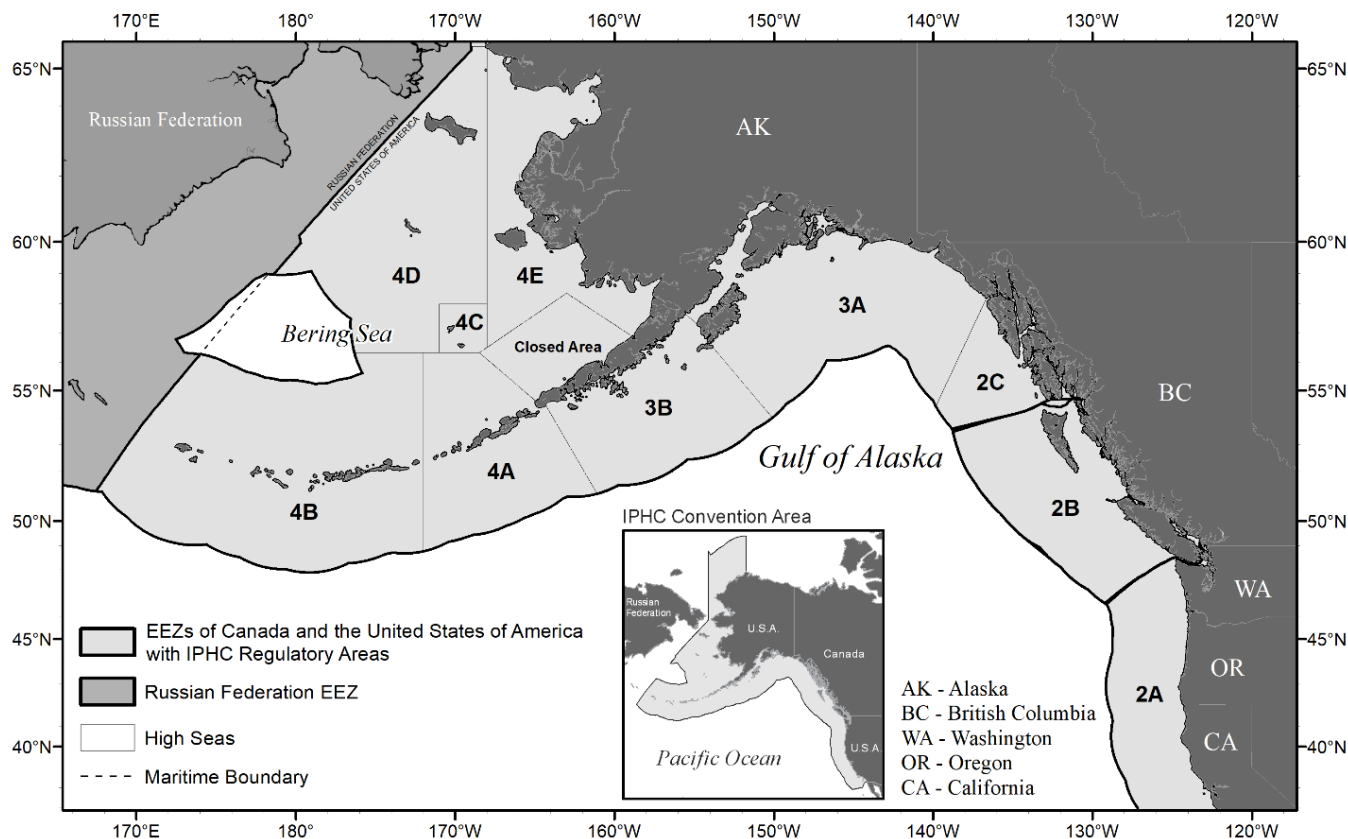 170°E 180° 170°W 160°W 150°W 140°W 130°W 120°W
65°N 65°N
Russian Federation
AK
RUSSIAN FEDERATION
UNITED STATES OF AMERICA
60°N 60°N
4D
4E
3A
4C
Bering Sea
Closed Area
2C
55°N 55°N
BC
3B
Gulf of Alaska
4A
4B
2B
50°N 50°N
IPHC Convention Area
Russian
Federation
U.S.A.
Canada
U.S.A.
Pacific Ocean
WA
OR
2A
CA
EEZs of Canada and the United States of America
with IPHC Regulatory Areas
45°N 45°N
Russian Federation EEZ
High Seas
40°N 40°N
Maritime Boundary
AK - Alaska
BC - British Columbia
WA - Washington
OR - Oregon
CA - California
170°E 180° 170°W 160°W 150°W 140°W 130°W 120°W